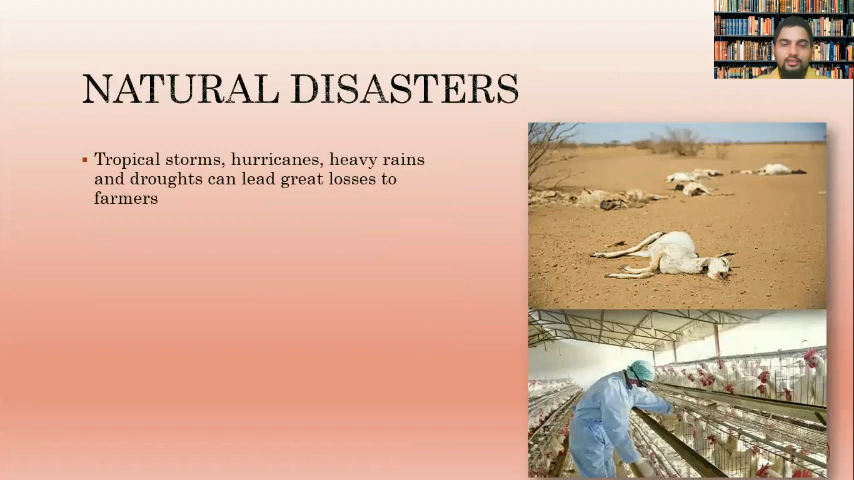 NATURAL DISASTERS
Tropical storms, hurricanes, heavy rains
and droughts can lead great losses to
farmers